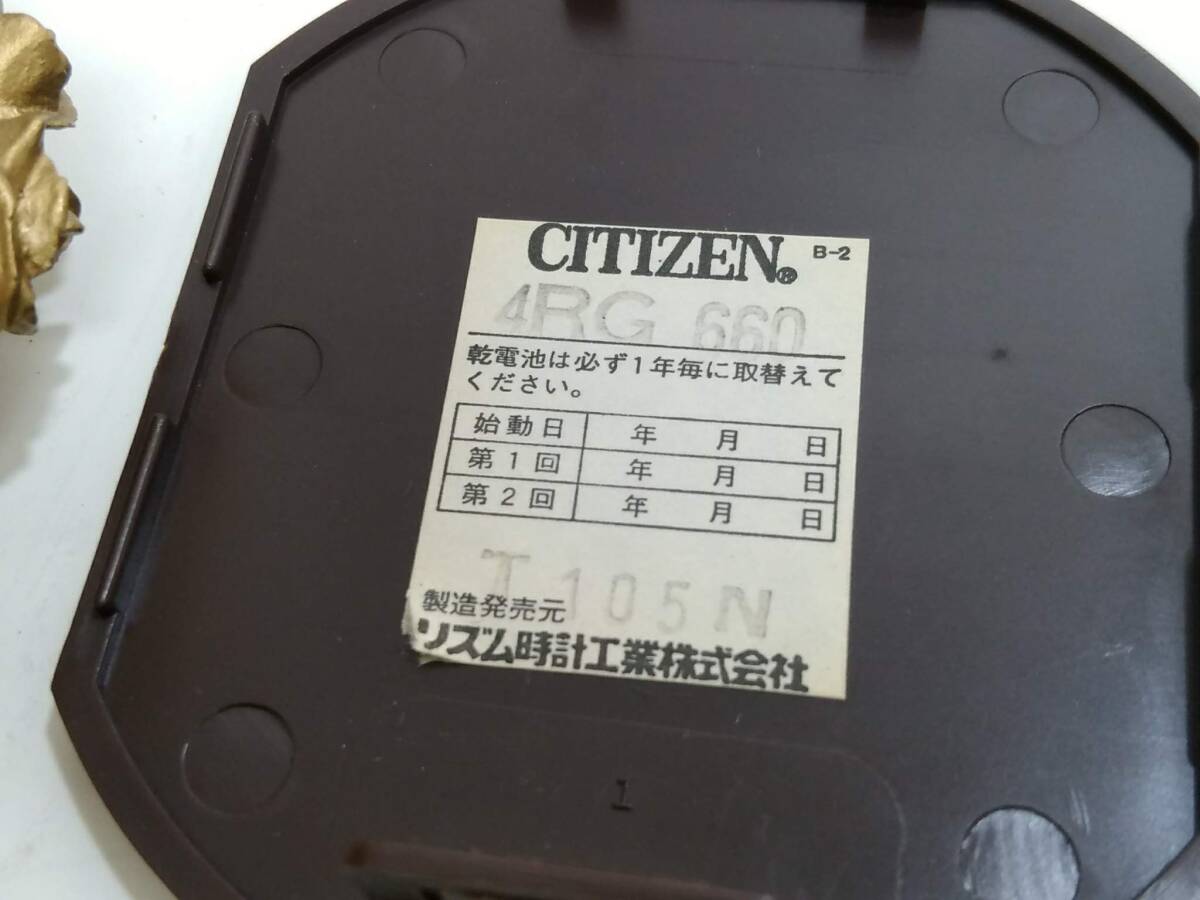 CITIZEN® B-2
4RG 660
乾電池は必ず1年毎に取替えて
ください。
始動日 年 月 日
第1回 年 月 日
第2回 年 月 日
T105N
製造発売元
リズム時計工業株式会社
1